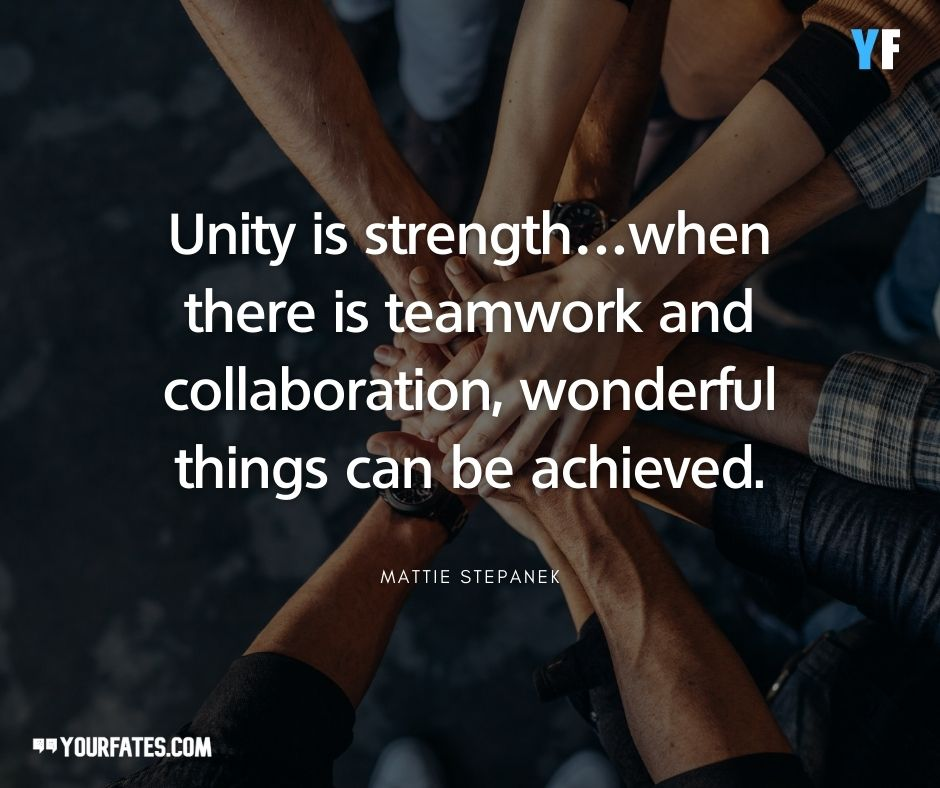 YF
Unity is strength...when
there is teamwork and
collaboration, wonderful
things can be achieved.
MATTIE STEPANEK
YOURFATES.COM